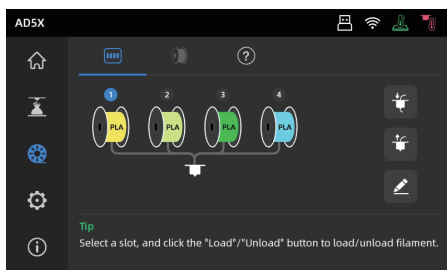 AD5X
?
1 2 3 4
PLA PLA PLA PLA
Tip
Select a slot, and click the "Load"/"Unload" button to load/unload filament.